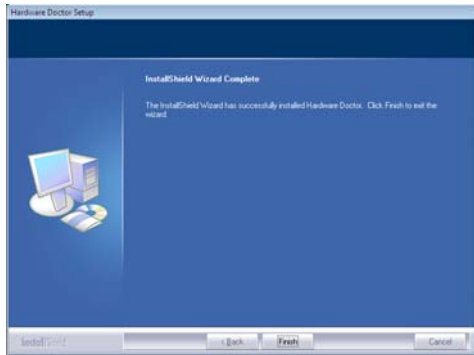 Hardware Doctor Setup
InstallShield Wizard Complete
The InstallShield Wizard has successfully installed Hardware Doctor. Click Finish to exit the
wizard.
InstallShield
< Back
Finish
Cancel